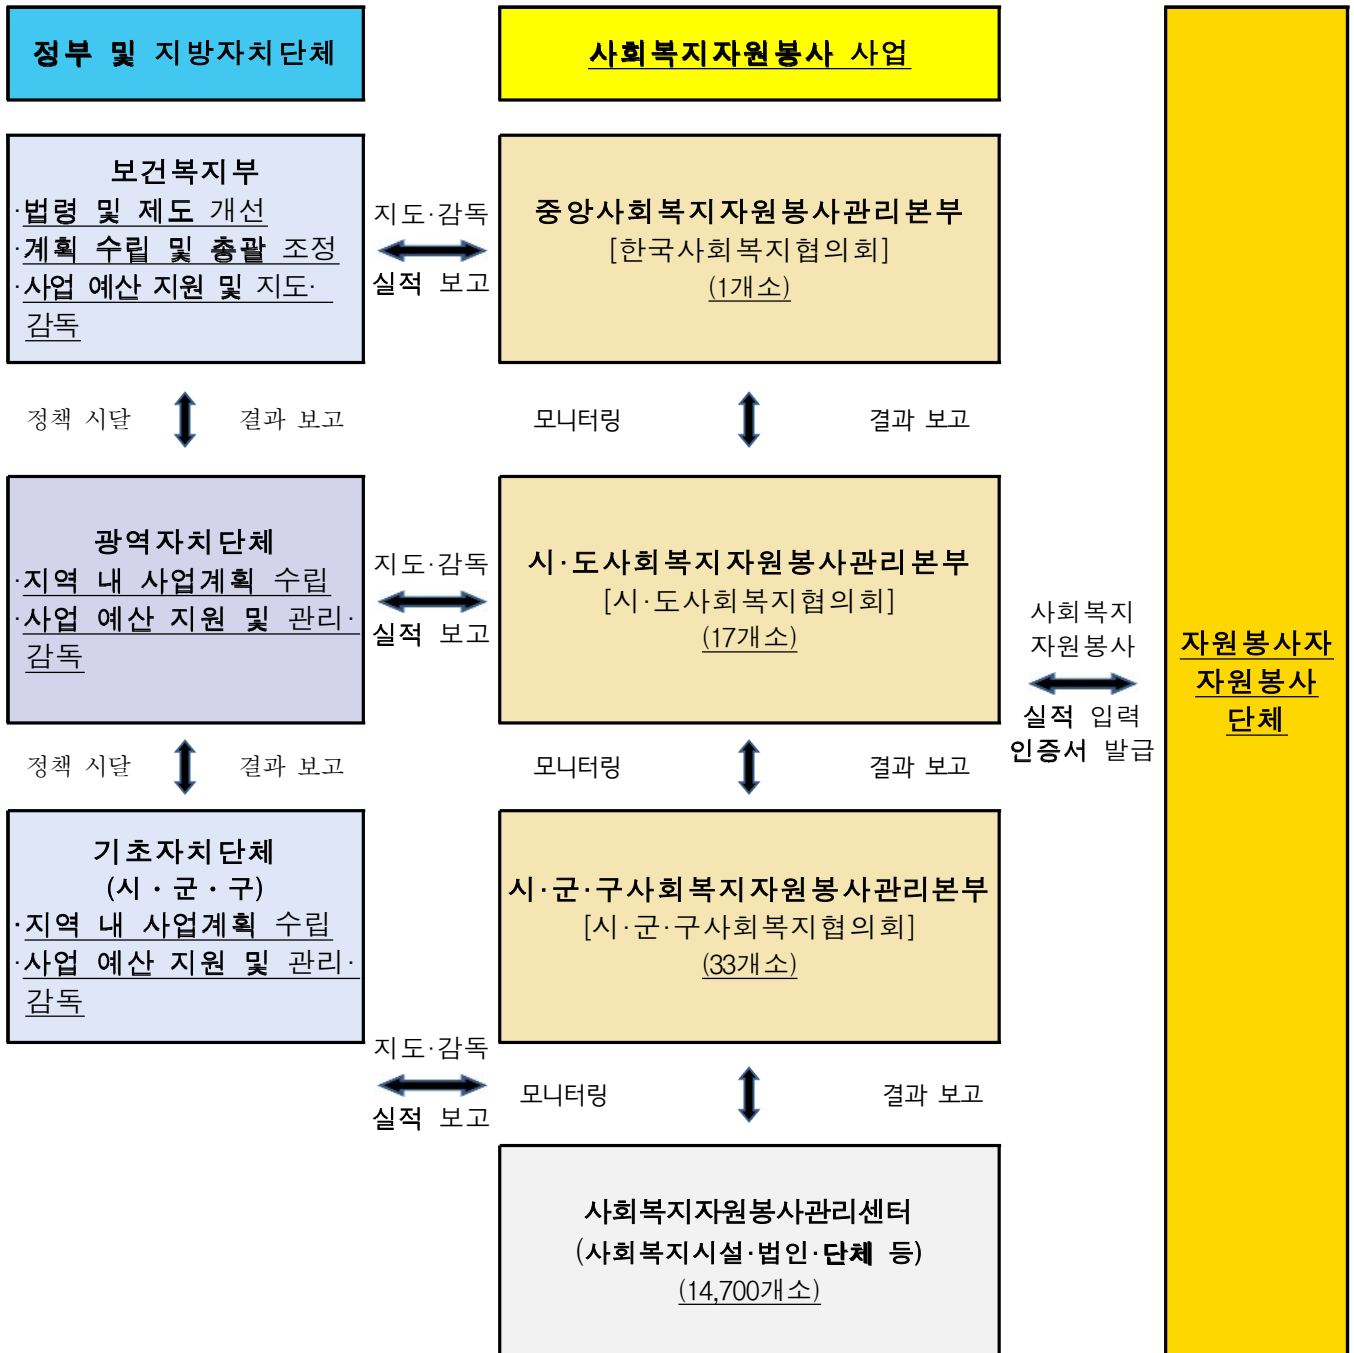 정부 및 지방자치단체
사회복지자원봉사 사업
보건복지부
·법령 및 제도 개선
·계획 수립 및 총괄 조정
·사업 예산 지원 및 지도·
감독
지도·감독
실적 보고
중앙사회복지자원봉사관리본부
[한국사회복지협의회]
(1개소)
정책 시달
결과 보고
모니터링
결과 보고
광역자치단체
·지역 내 사업계획 수립
·사업 예산 지원 및 관리·
감독
지도·감독
실적 보고
시·도사회복지자원봉사관리본부
[시·도사회복지협의회]
(17개소)
사회복지
자원봉사
실적 입력
인증서 발급
자원봉사자
자원봉사
단체
정책 시달
결과 보고
모니터링
결과 보고
기초자치단체
(시·군·구)
·지역 내 사업계획 수립
·사업 예산 지원 및 관리·
감독
시·군·구사회복지자원봉사관리본부
[시·군·구사회복지협의회]
(33개소)
지도·감독
실적 보고
모니터링
결과 보고
사회복지자원봉사관리센터
(사회복지시설·법인·단체 등)
(14,700개소)